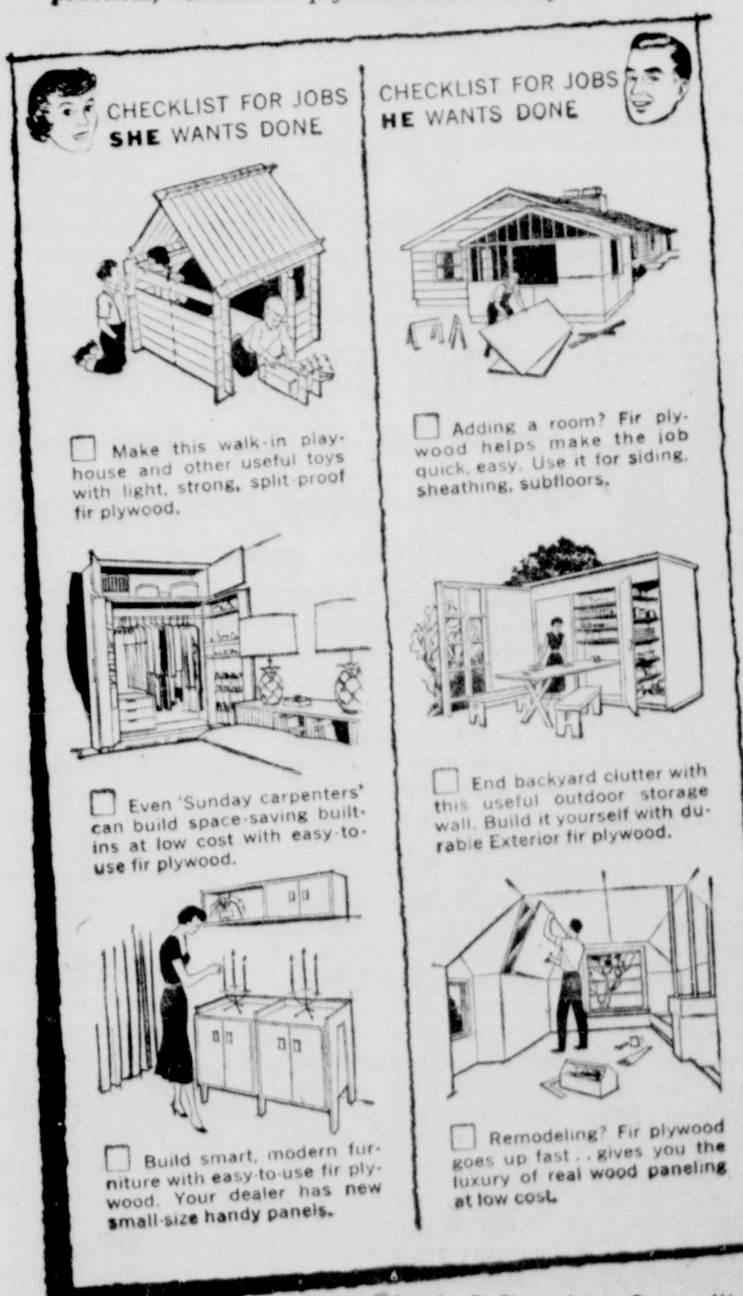 CHECKLIST FOR JOBS
SHE WANTS DONE
Make this walk-in play-
house and other useful toys
with light, strong, split-proof
fir plywood.
Even 'Sunday carpenters'
can build space-saving built-
ins at low cost with easy-to-
use fir plywood.
Build smart, modern fur-
niture with easy-to-use fir ply-
wood. Your dealer has new
small-size handy panels.
CHECKLIST FOR JOBS
HE WANTS DONE
Adding a room? Fir ply-
wood helps make the job
quick, easy. Use it for siding,
sheathing, subfloors.
End backyard clutter with
this useful outdoor storage
wall. Build it yourself with du-
rable Exterior fir plywood.
Remodeling? Fir plywood
goes up fast . . gives you the
luxury of real wood paneling
at low cost.